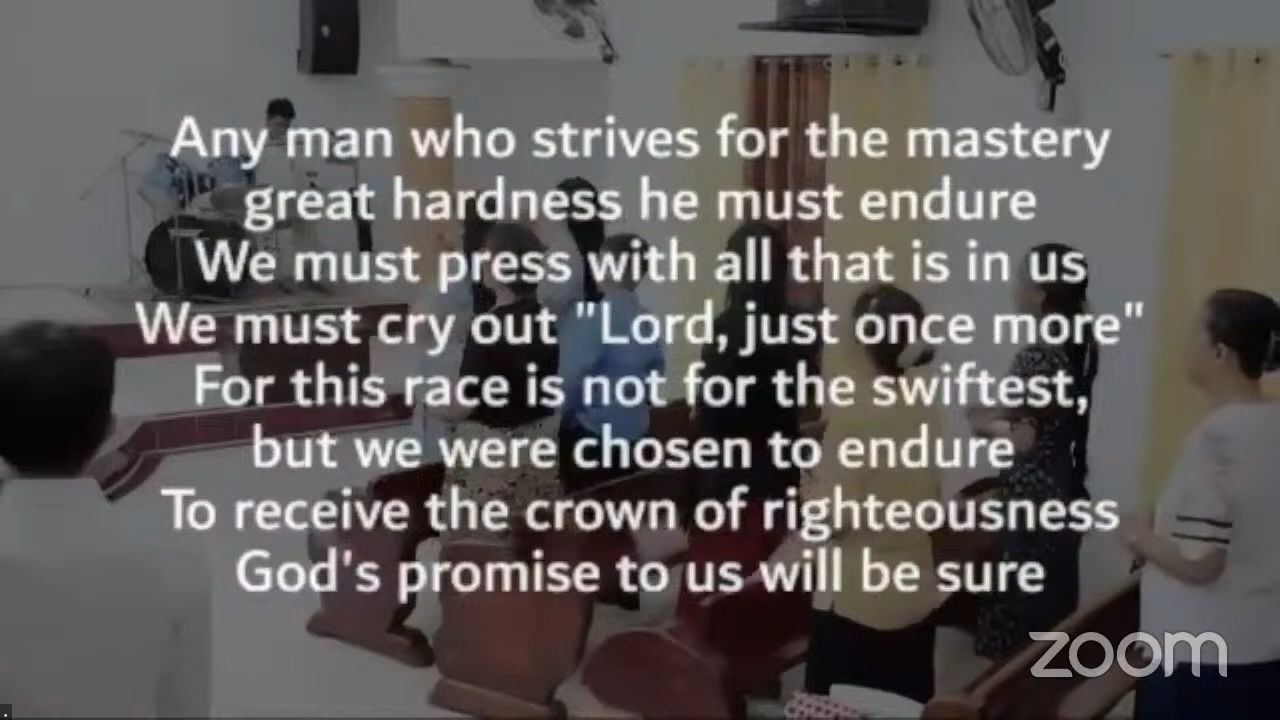 Any man who strives for the mastery
great hardness he must endure
We must press with all that is in us
We must cry out "Lord, just once more"
For this race is not for the swiftest,
but we were chosen to endure
To receive the crown of righteousness
God's promise to us will be sure
zoom